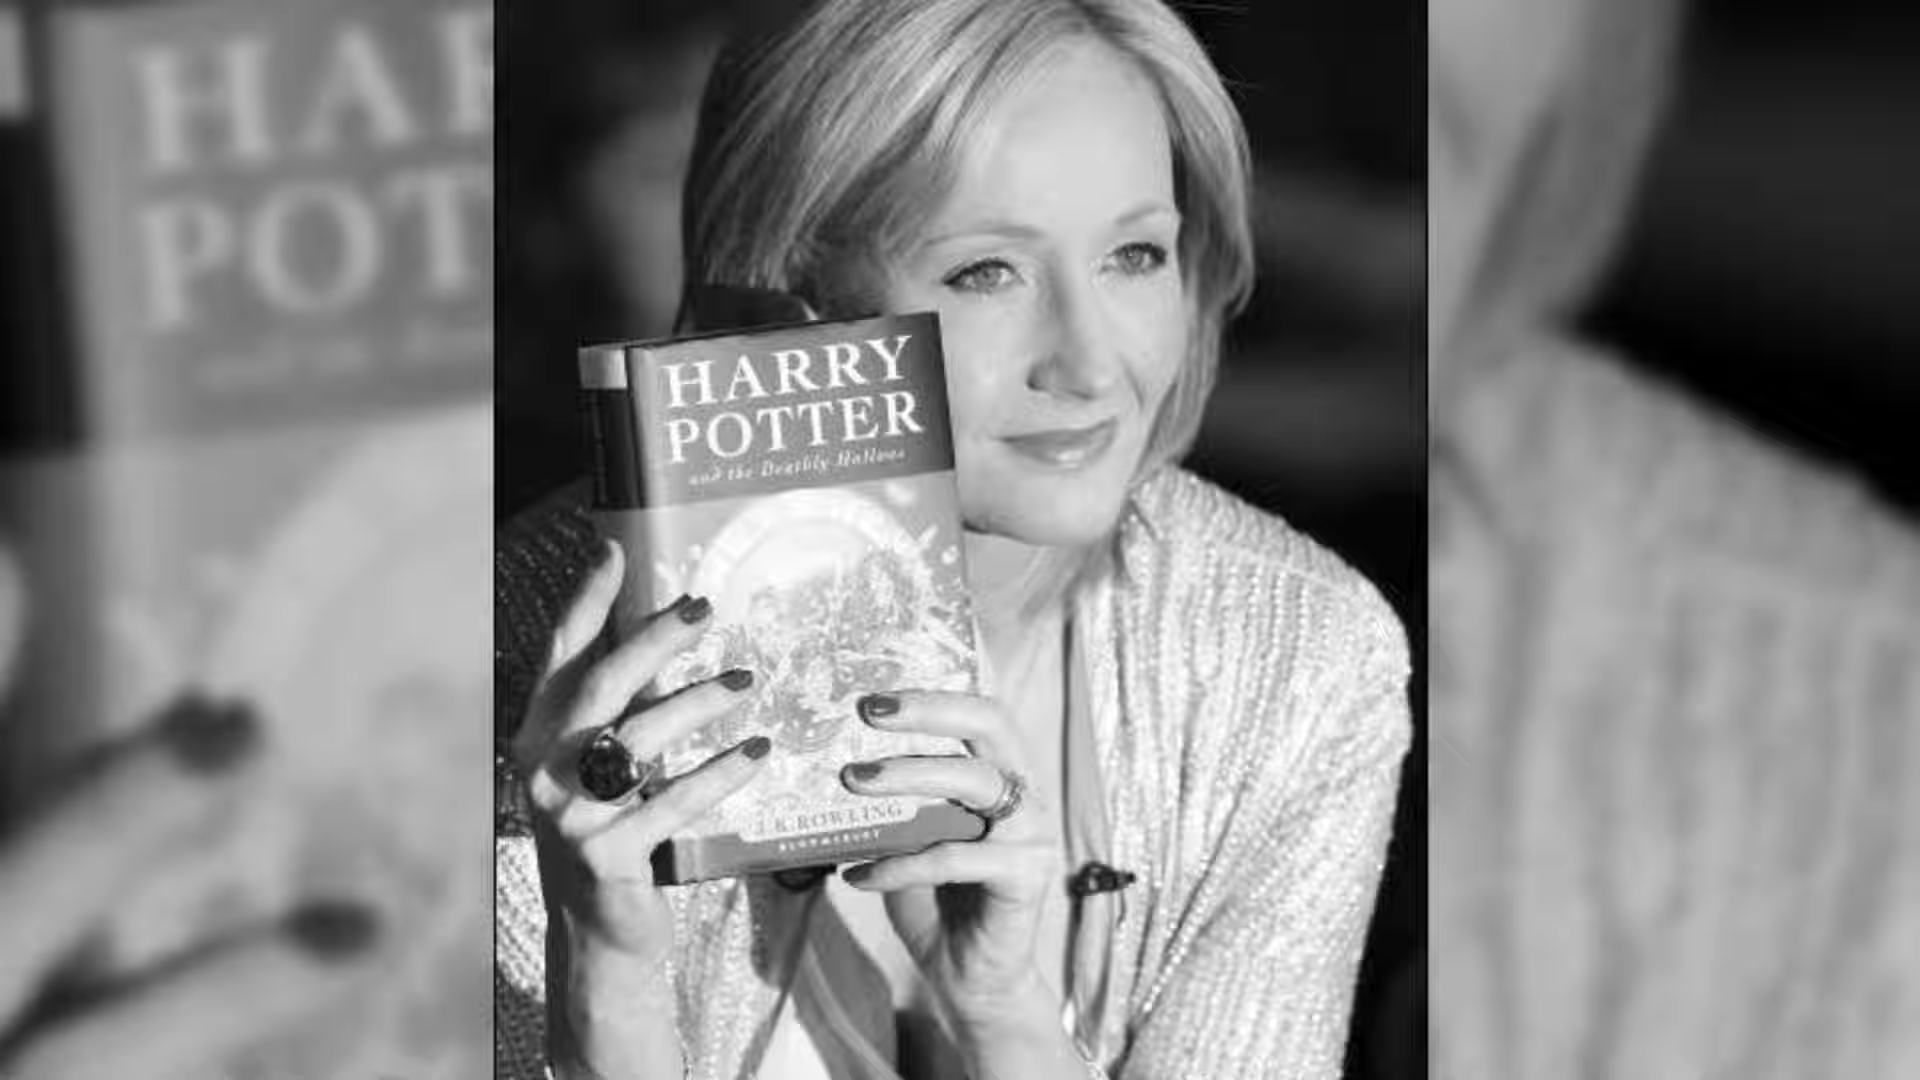 HAR
POT
HARRY
POTTER
and the Deathly Hallows
J.K.ROWLING
BLOOMSBURY